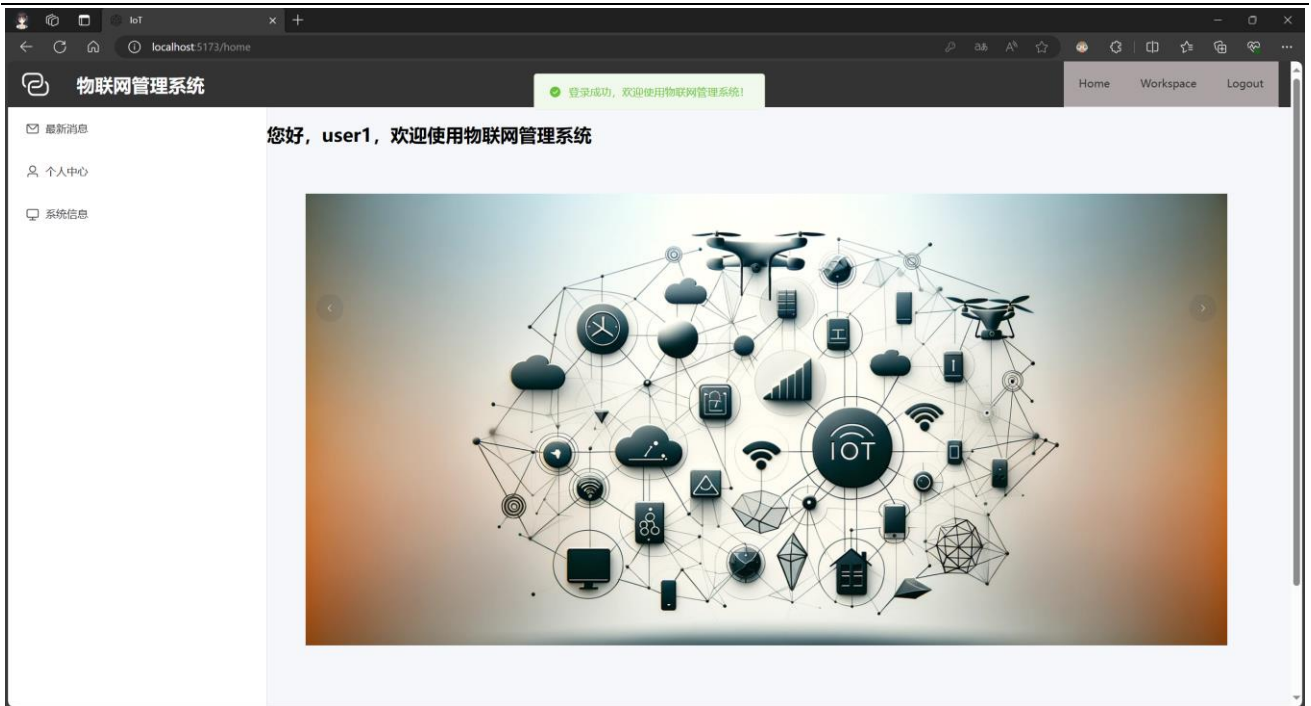 IoT
localhost:5173/home
物联网管理系统
登录成功，欢迎使用物联网管理系统！
Home Workspace Logout
最新消息
您好，user1，欢迎使用物联网管理系统
个人中心
系统信息
IOT